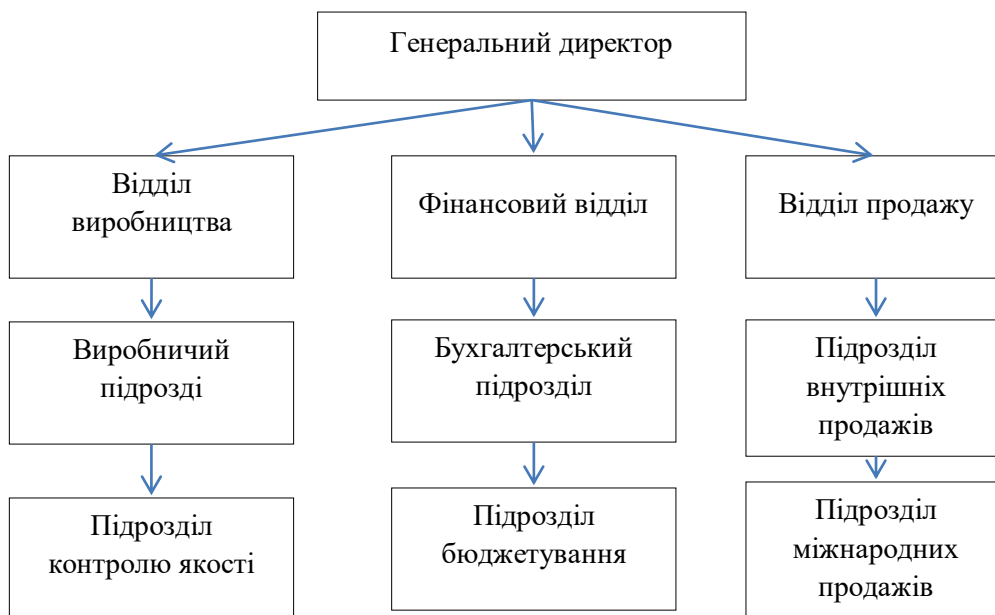 Генеральний директор
Відділ
виробництва
Фінансовий відділ
Відділ продажу
Виробничий
підрозді
Бухгалтерський
підрозділ
Підрозділ
внутрішніх
продажів
Підрозділ
контролю якості
Підрозділ
бюджетування
Підрозділ
міжнародних
продажів